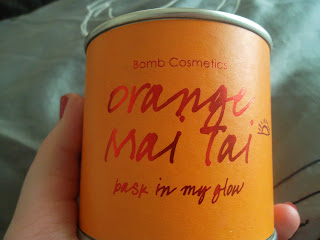 Bomb Cosmetics
orange
Mai Tai
bask in my glow